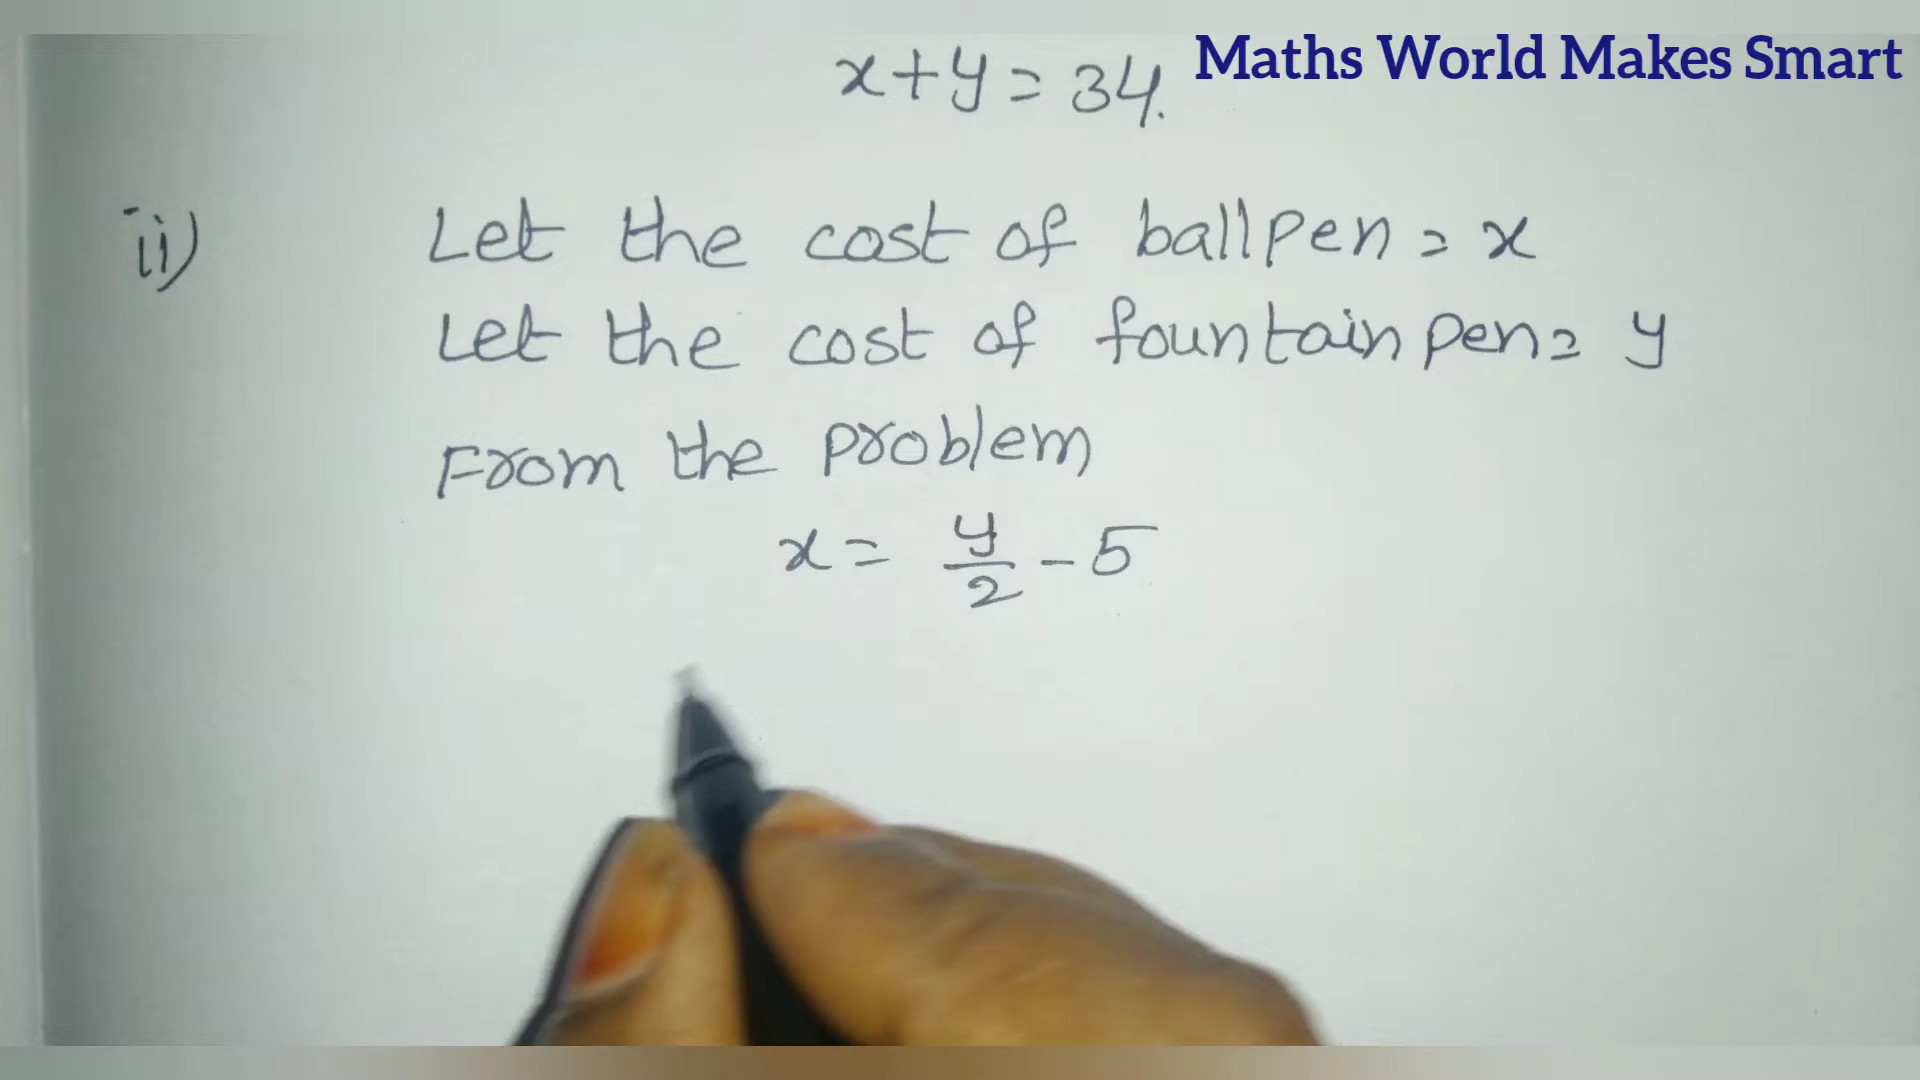 Maths World Makes Smart
x+y = 34.
ii) Let the cost of ballpen = x
Let the cost of fountain pen = y
From the problem
x = y/2 - 5